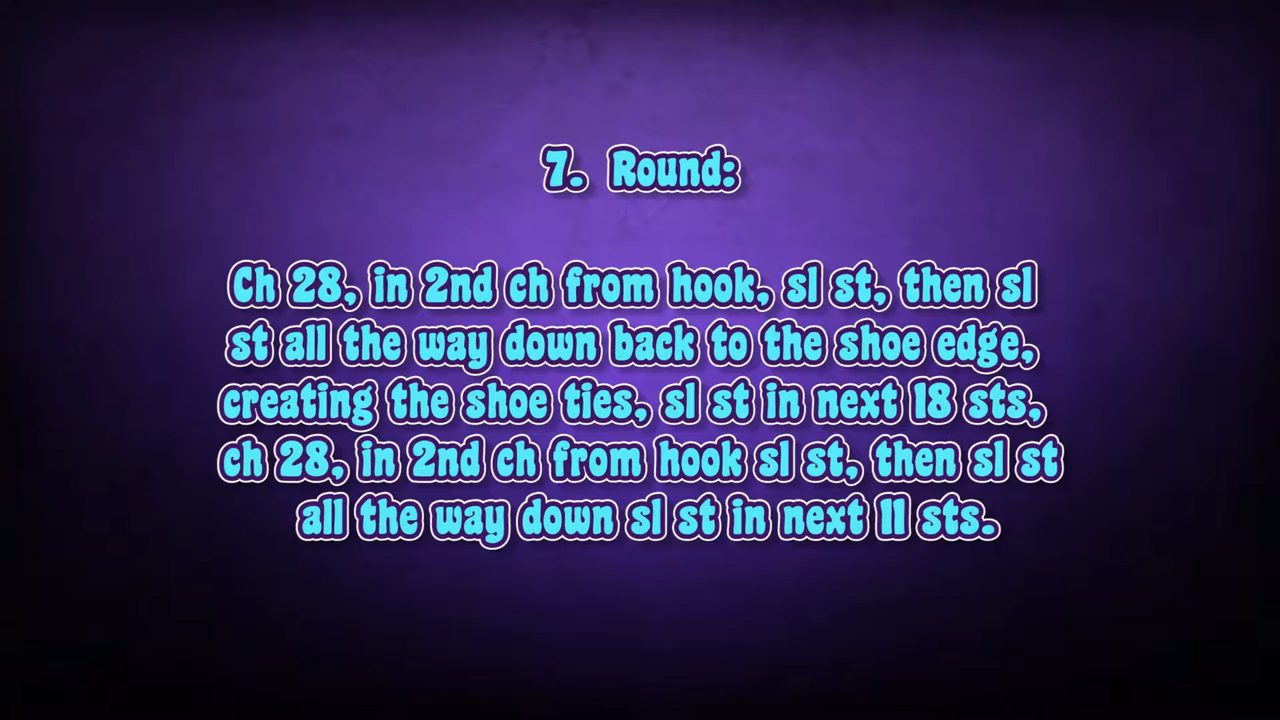 7. Round:
Ch 28, in 2nd ch from hook, sl st, then sl
st all the way down back to the shoe edge,
creating the shoe ties, sl st in next 18 sts,
ch 28, in 2nd ch from hook sl st, then sl st
all the way down sl st in next 11 sts.